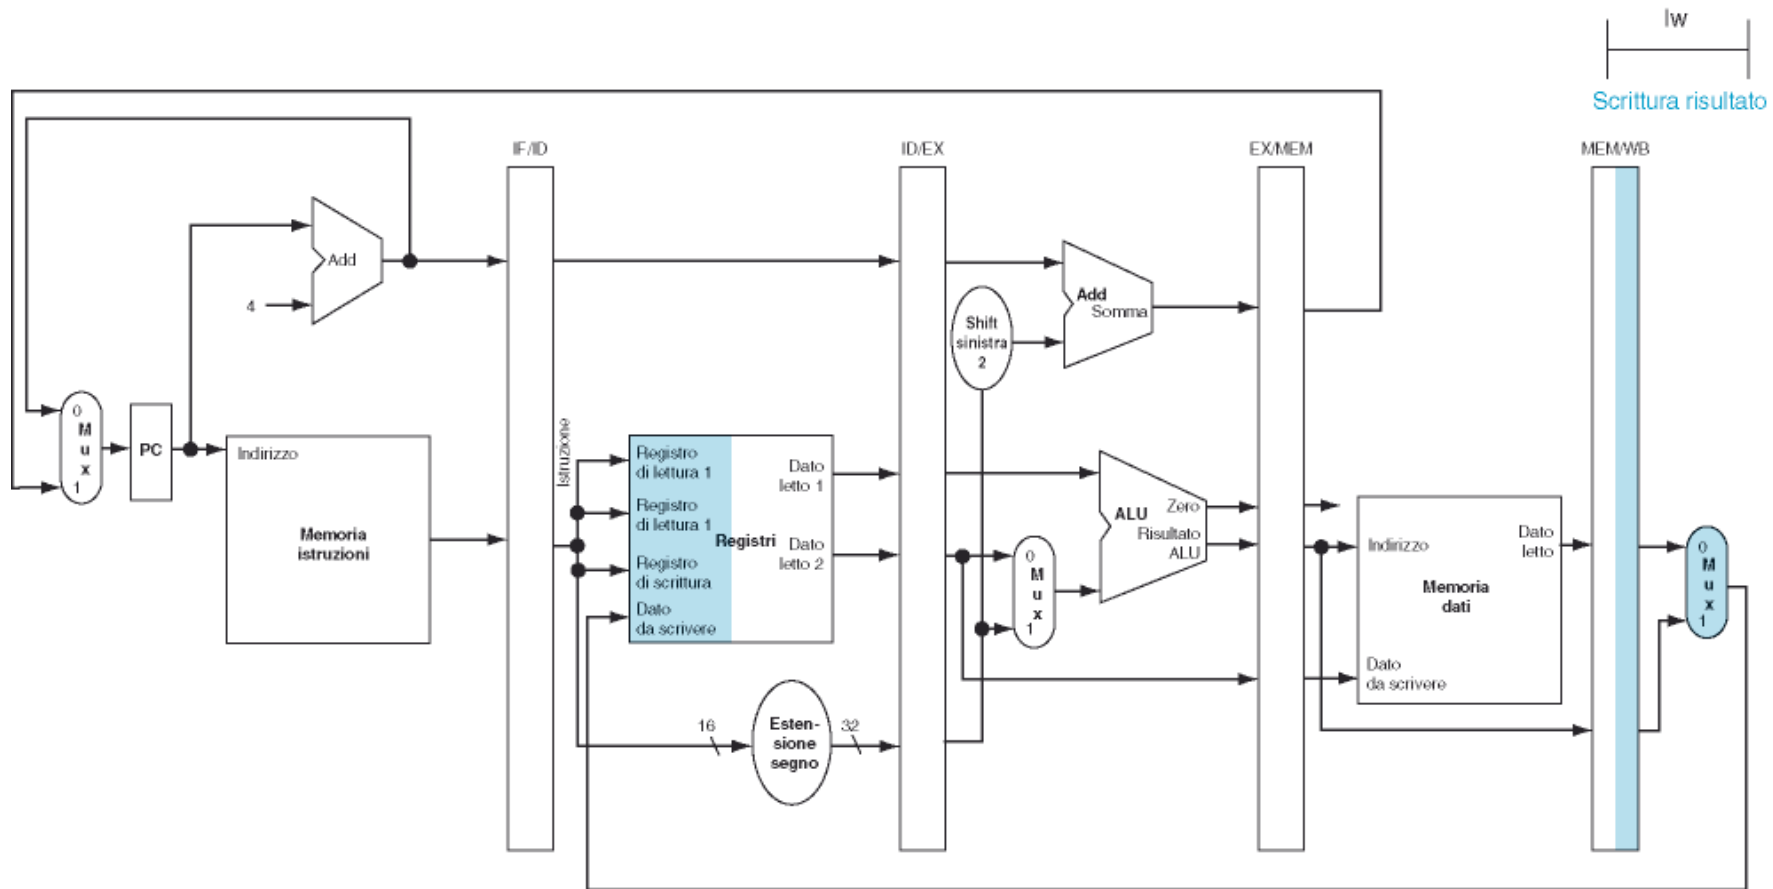 lw
Scrittura risultato
IF/ID
ID/EX
EX/MEM
MEM/WB
Add
4
Add
Somma
Shift
sinistra
2
0
M
u
x
1
PC
Indirizzo
Memoria
istruzioni
Istruzione
Registro
di lettura 1
Registro
di lettura 1
Registro
di scrittura
Dato
da scrivere
Registri
Dato
letto 1
Dato
letto 2
16
Esten-
sione
segno
32
0
M
u
x
1
ALU
Zero
Risultato
ALU
Indirizzo
Dato
letto
Memoria
dati
Dato
da scrivere
0
M
u
x
1